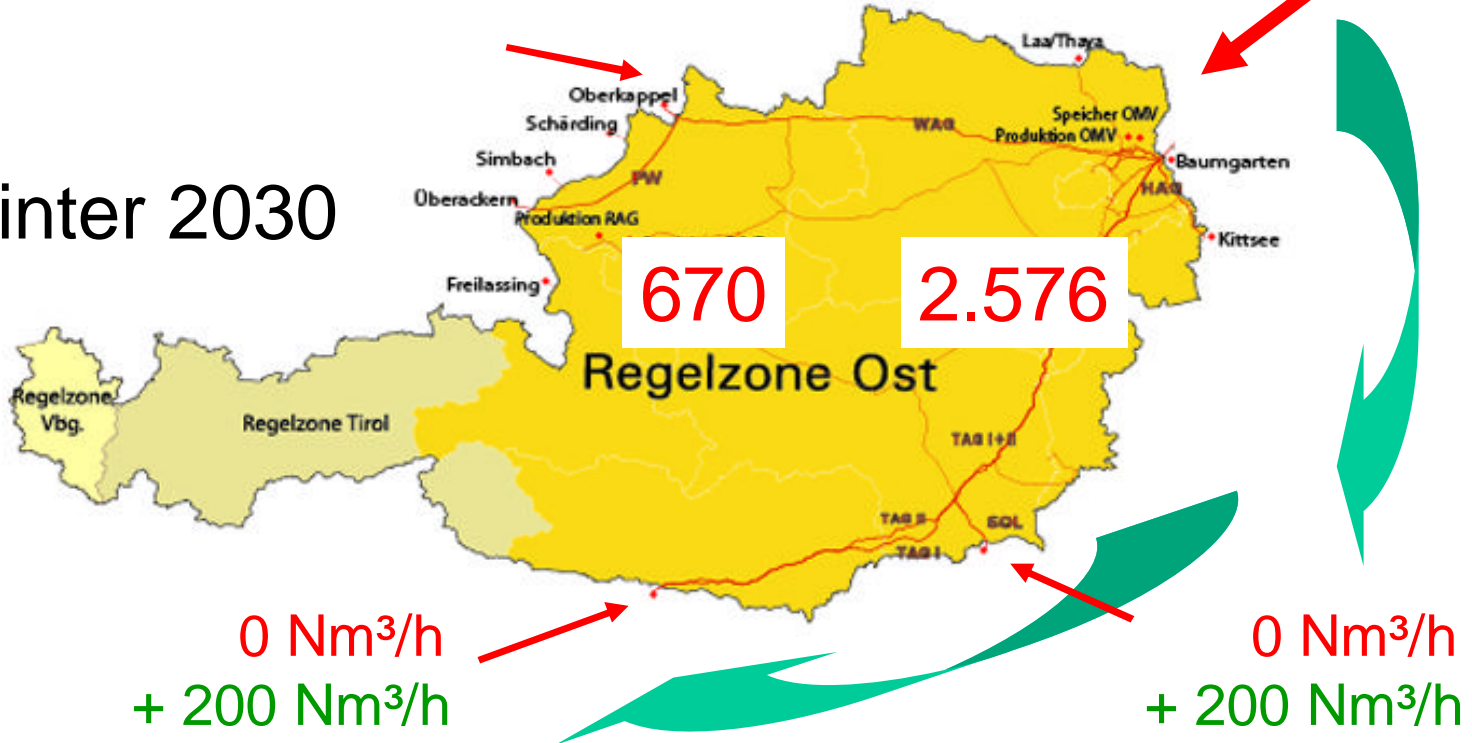 Laa/Thaya
Oberkappel
Speicher OMV
Schärding
WAG
Produktion OMV
Simbach
Baumgarten
PW
HAG
inter 2030
Überackern
Produktion RAG
Kittsee
Freilassing
670
2.576
Regelzone Ost
Regelzone
Vbg.
Regelzone Tirol
TAG I+II
TAG II
SOL
TAG I
0 Nm³/h
+ 200 Nm³/h
0 Nm³/h
+ 200 Nm³/h